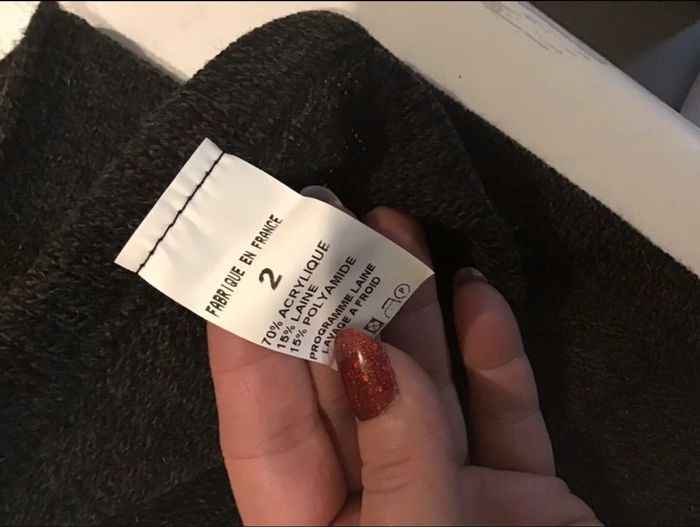 FABRIQUE EN FRANCE
2
70% ACRYLIQUE
15% LAINE
15% POLYAMIDE
PROGRAMME LAINE
LAVAGE A FROID
P